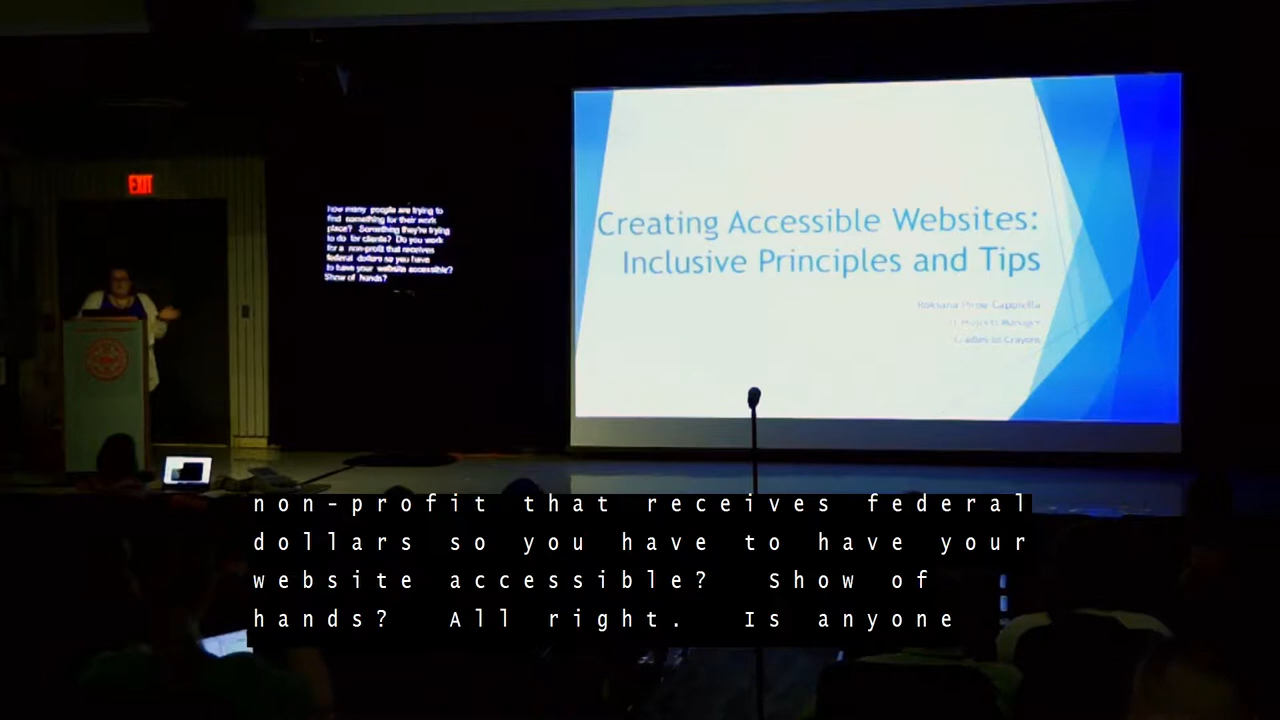 EXIT
how many people are trying to
find something for their work
place? Something they're trying
to do for clients? Do you work
for a non-profit that receives
federal dollars so you have
to have your website accessible?
Show of hands?
Creating Accessible Websites:
Inclusive Principles and Tips
Roksana
Manager
Crayons
non-profit that receives federal
dollars so you have to have your
website accessible? Show of
hands? All right. Is anyone